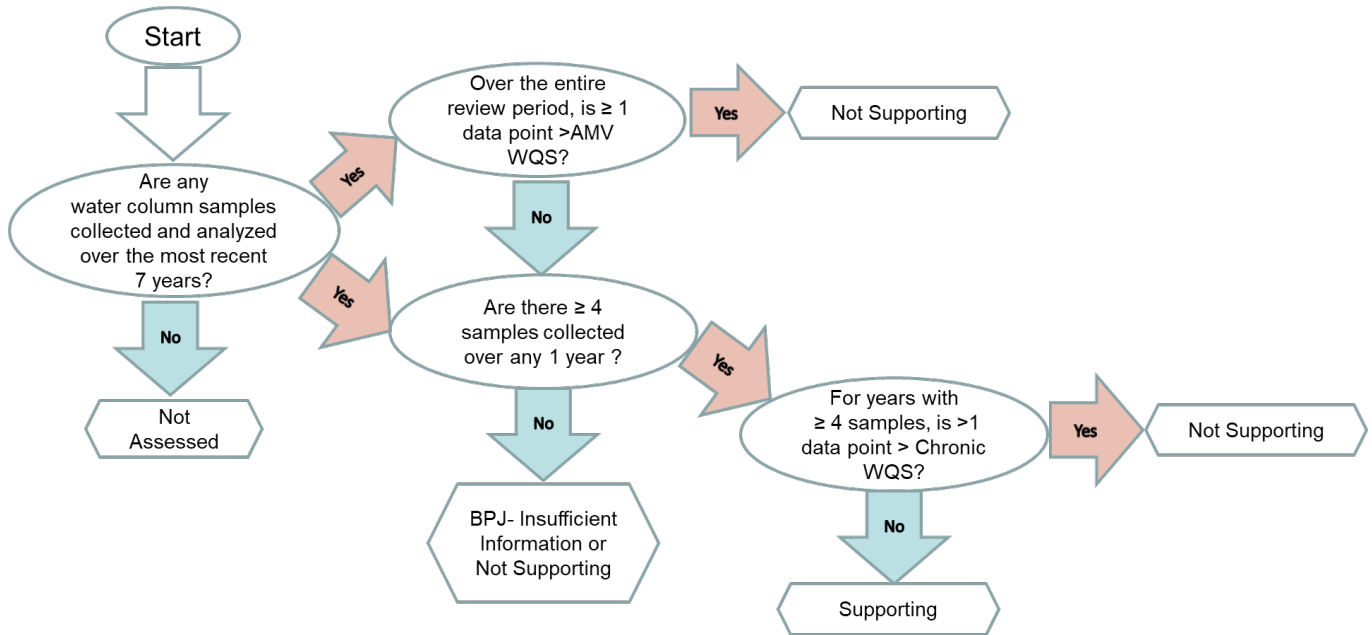 Start
Over the entire
review period, is ≥ 1
data point >AMV
WQS?
Yes
Not Supporting
Yes
Are any
water column samples
collected and analyzed
over the most recent
7 years?
No
Yes
Are there ≥ 4
samples collected
over any 1 year ?
No
Not
Assessed
Yes
For years with
≥ 4 samples, is >1
data point > Chronic
WQS?
Yes
Not Supporting
No
BPJ- Insufficient
Information or
Not Supporting
No
Supporting